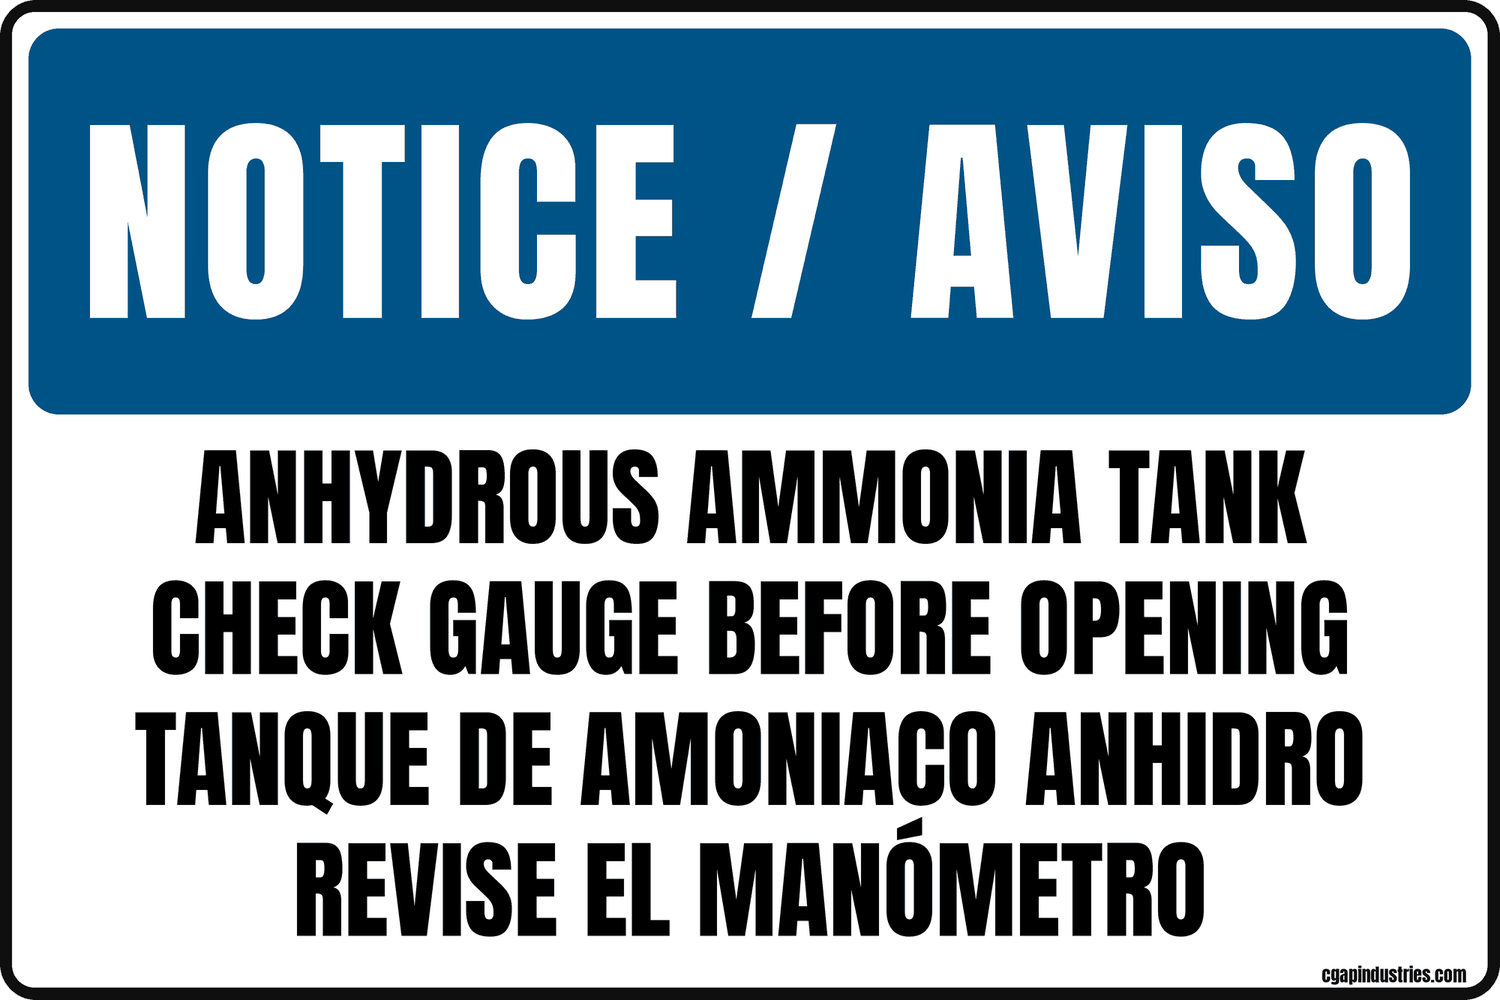 NOTICE / AVISO
ANHYDROUS AMMONIA TANK
CHECK GAUGE BEFORE OPENING
TANQUE DE AMONIACO ANHIDRO
REVISE EL MANÓMETRO
cgapindustries.com